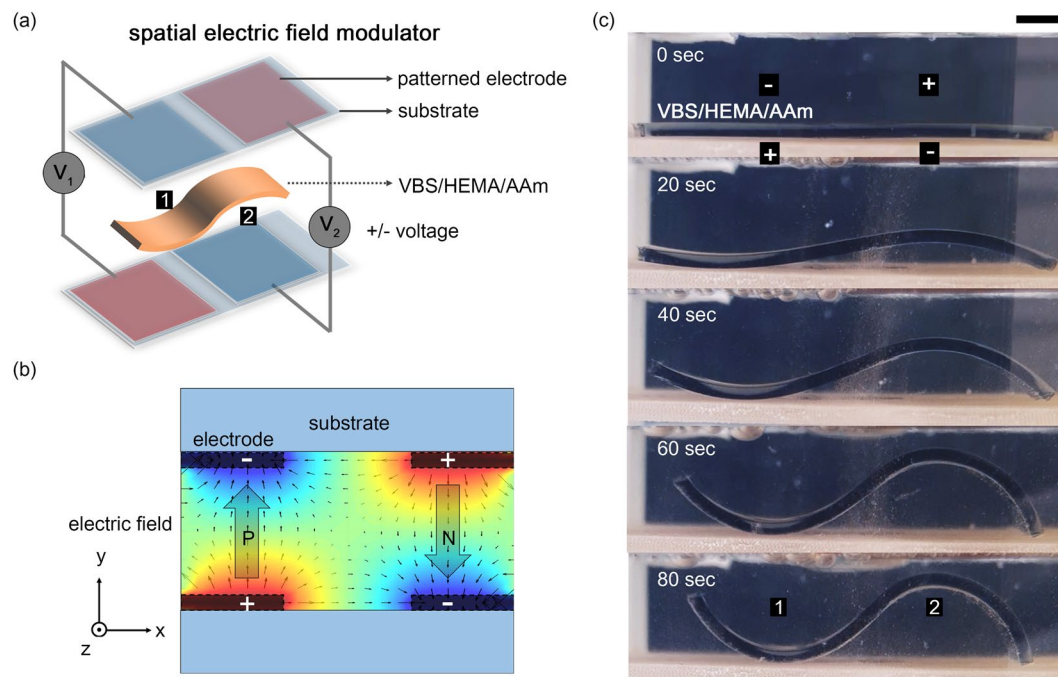 (a)
spatial electric field modulator
patterned electrode
substrate
V1
1
VBS/HEMA/AAm
2
V2
+/- voltage
(b)
substrate
electrode
-
+
electric field
P
N
+
-
y
x
z
(c)
0 sec
-
+
VBS/HEMA/AAm
+
-
20 sec
40 sec
60 sec
80 sec
1
2